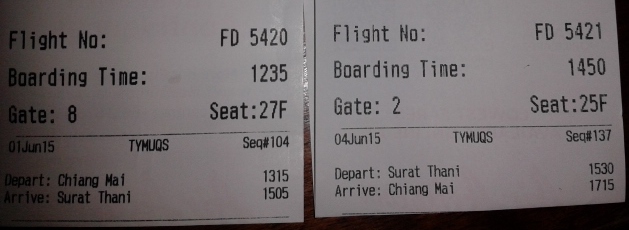 Flight No: FD 5420
Boarding Time: 1235
Gate: 8 Seat:27F
01Jun15 TYMUQS Seq#104
Depart: Chiang Mai 1315
Arrive: Surat Thani 1505
Flight No: FD 5421
Boarding Time: 1450
Gate: 2 Seat:25F
04Jun15 TYMUQS Seq#137
Depart: Surat Thani 1530
Arrive: Chiang Mai 1715